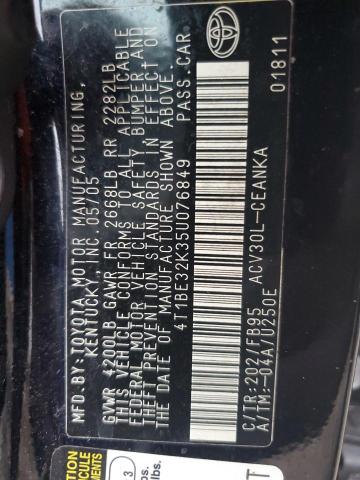 MFD. BY: TOYOTA MOTOR MANUFACTURING,
KENTUCKY, INC. 05/05
GVWR 4200LB GAWR FR 2668LB RR 2282LB
THIS VEHICLE CONFORMS TO ALL APPLICABLE
FEDERAL MOTOR VEHICLE SAFETY, BUMPER AND
THEFT PREVENTION STANDARDS IN EFFECT ON
THE DATE OF MANUFACTURE SHOWN ABOVE.
4T1BE32K35U076849 PASS.CAR
ACV30L-CEANKA 01811
C/TR:202/FB95
A/TM:-04A/U250E
3
lbs.